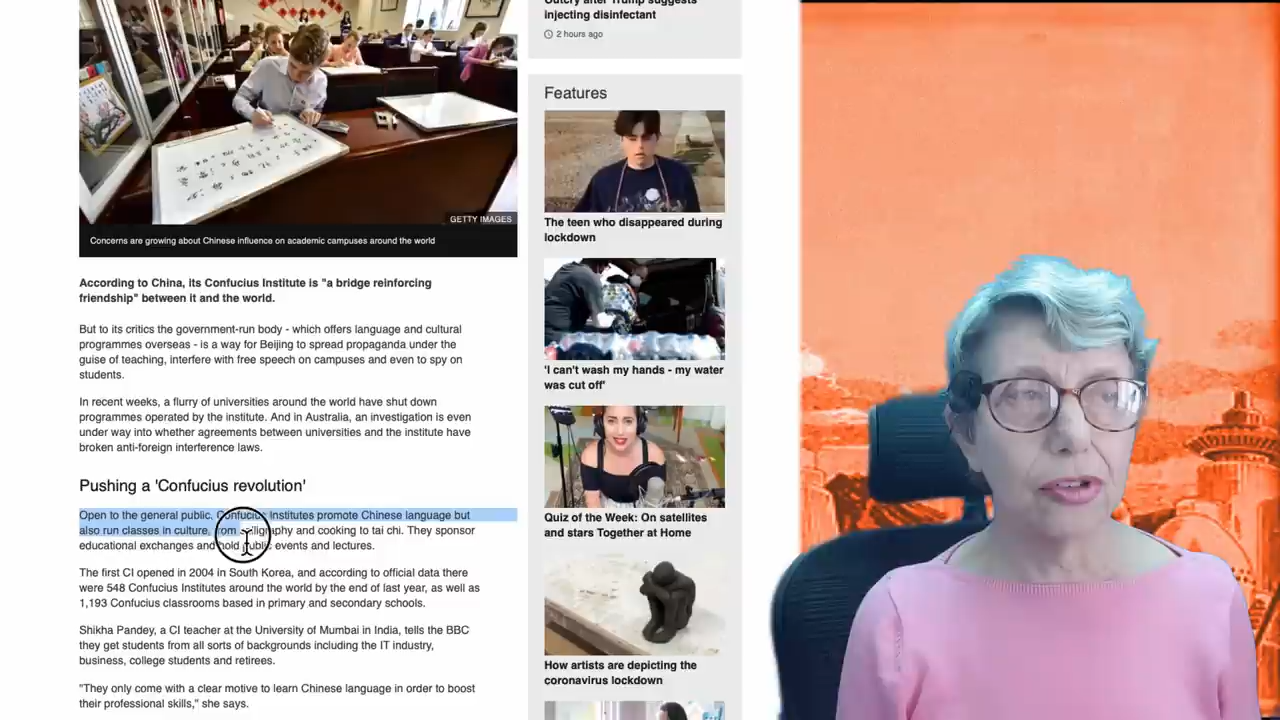 Outcry after Trump suggests
injecting disinfectant
2 hours ago
GETTY IMAGES
Concerns are growing about Chinese influence on academic campuses around the world
According to China, its Confucius Institute is "a bridge reinforcing
friendship" between it and the world.
But to its critics the government-run body - which offers language and cultural
programmes overseas - is a way for Beijing to spread propaganda under the
guise of teaching, interfere with free speech on campuses and even to spy on
students.
In recent weeks, a flurry of universities around the world have shut down
programmes operated by the institute. And in Australia, an investigation is even
under way into whether agreements between universities and the institute have
broken anti-foreign interference laws.
Pushing a 'Confucius revolution'
Open to the general public, Confucius Institutes promote Chinese language but
also run classes in culture, from calligraphy and cooking to tai chi. They sponsor
educational exchanges and hold public events and lectures.
The first CI opened in 2004 in South Korea, and according to official data there
were 548 Confucius Institutes around the world by the end of last year, as well as
1,193 Confucius classrooms based in primary and secondary schools.
Shikha Pandey, a CI teacher at the University of Mumbai in India, tells the BBC
they get students from all sorts of backgrounds including the IT industry,
business, college students and retirees.
"They only come with a clear motive to learn Chinese language in order to boost
their professional skills," she says.
Features
The teen who disappeared during
lockdown
'I can't wash my hands - my water
was cut off'
Quiz of the Week: On satellites
and stars Together at Home
How artists are depicting the
coronavirus lockdown